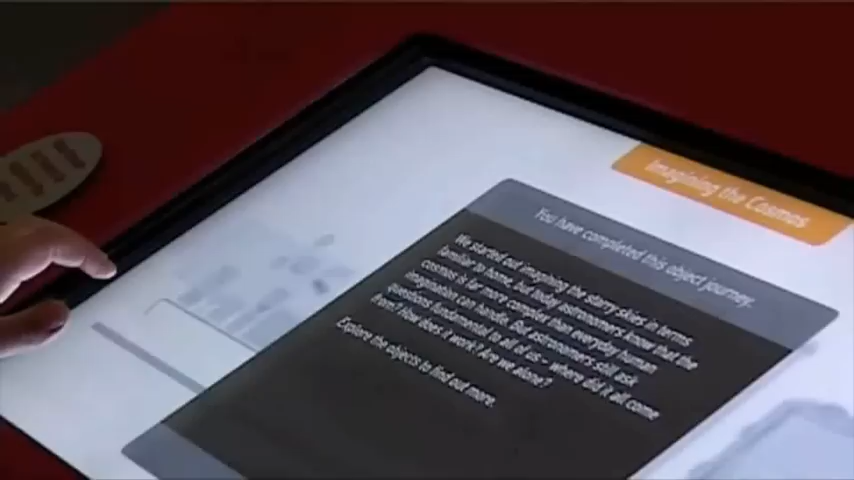 Imagining the Cosmos
You have completed this object journey.
We started out imagining the starry skies in terms
familiar to home, but today astronomers know that the
cosmos is far more complex than everyday human
imagination can handle. But astronomers still ask
questions fundamental to all of us – where did it all come
from? How does it work? Are we alone?
Explore the objects to find out more.